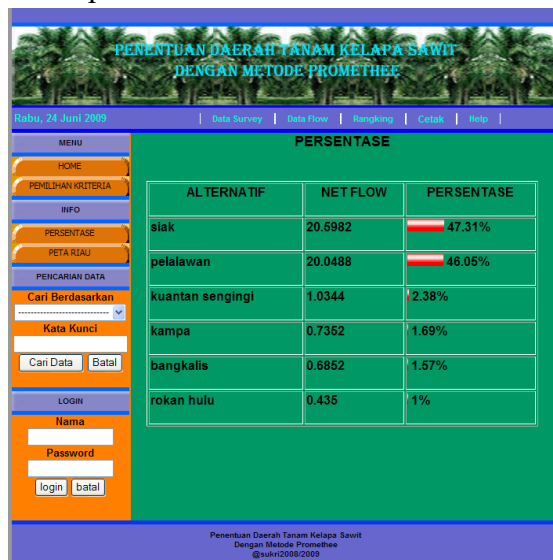 PENENTUAN DAERAH TANAM KELAPA SAWIT
DENGAN METODE PROMETHEE
Rabu, 24 Juni 2009
| Data Survey | Data Flow | Rangking | Cetak | Help |
MENU
HOME
PEMILIHAN KRITERIA
INFO
PERSENTASE
PETA RIAU
PENCARIAN DATA
Cari Berdasarkan
----------------------------
Kata Kunci
Cari Data Batal
LOGIN
Nama
Password
login batal
PERSENTASE
ALTERNATIF NET FLOW PERSENTASE
siak 20.5982 47.31%
pelalawan 20.0488 46.05%
kuantan sengingi 1.0344 2.38%
kampa 0.7352 1.69%
bangkalis 0.6852 1.57%
rokan hulu 0.435 1%
Penentuan Daerah Tanam Kelapa Sawit
Dengan Metode Promethee
@sukri2008/2009